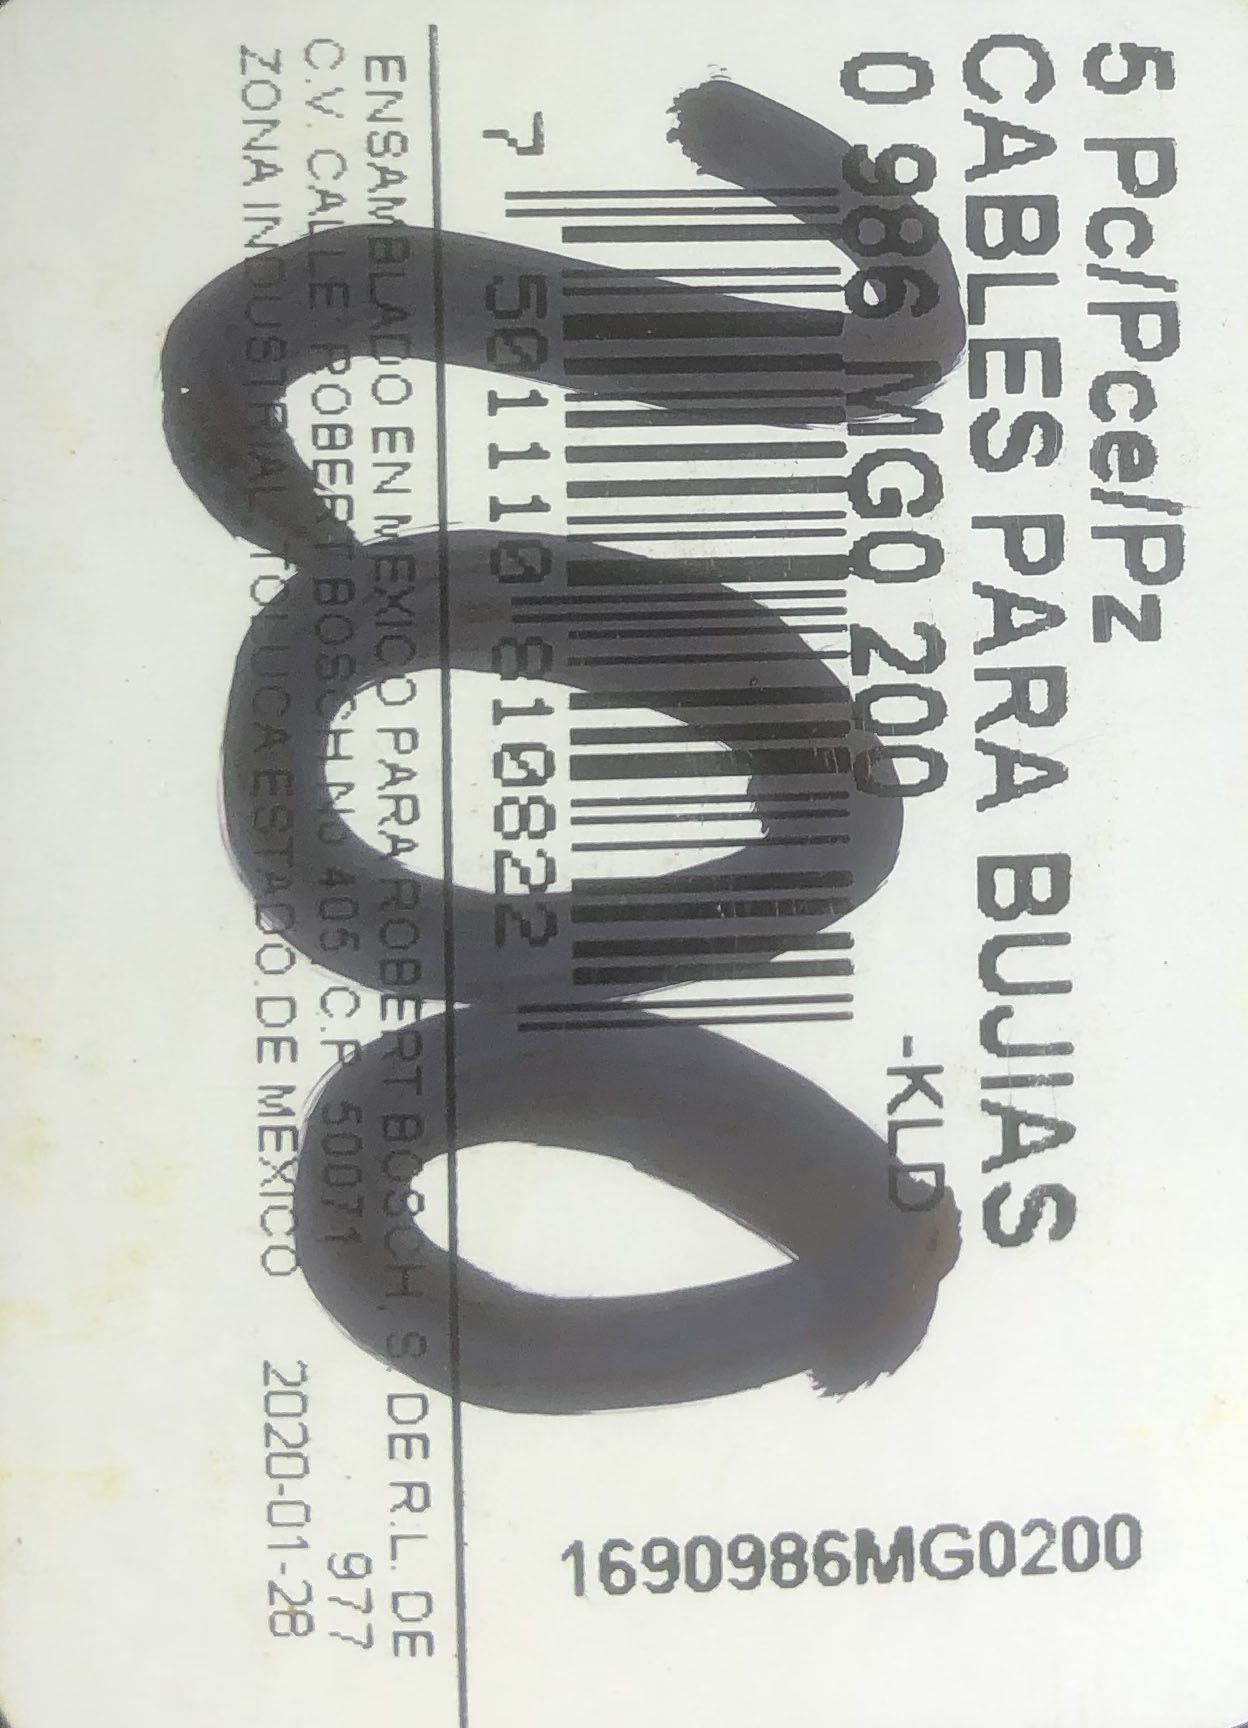 5 Pc/Pce/Pz
CABLES PARA BUJIAS
0 986 MG0 200
-KLD
7 501110 810822
ENSAMBLADO EN MEXICO PARA ROBERT BOSCH, S. DE R.L. DE
C.V. CALLE ROBERT BOSCH No 405 C.P. 50071 977
ZONA INDUSTRIAL, TOLUCA ESTADO DE MEXICO 2020-01-28
1690986MG0200
200